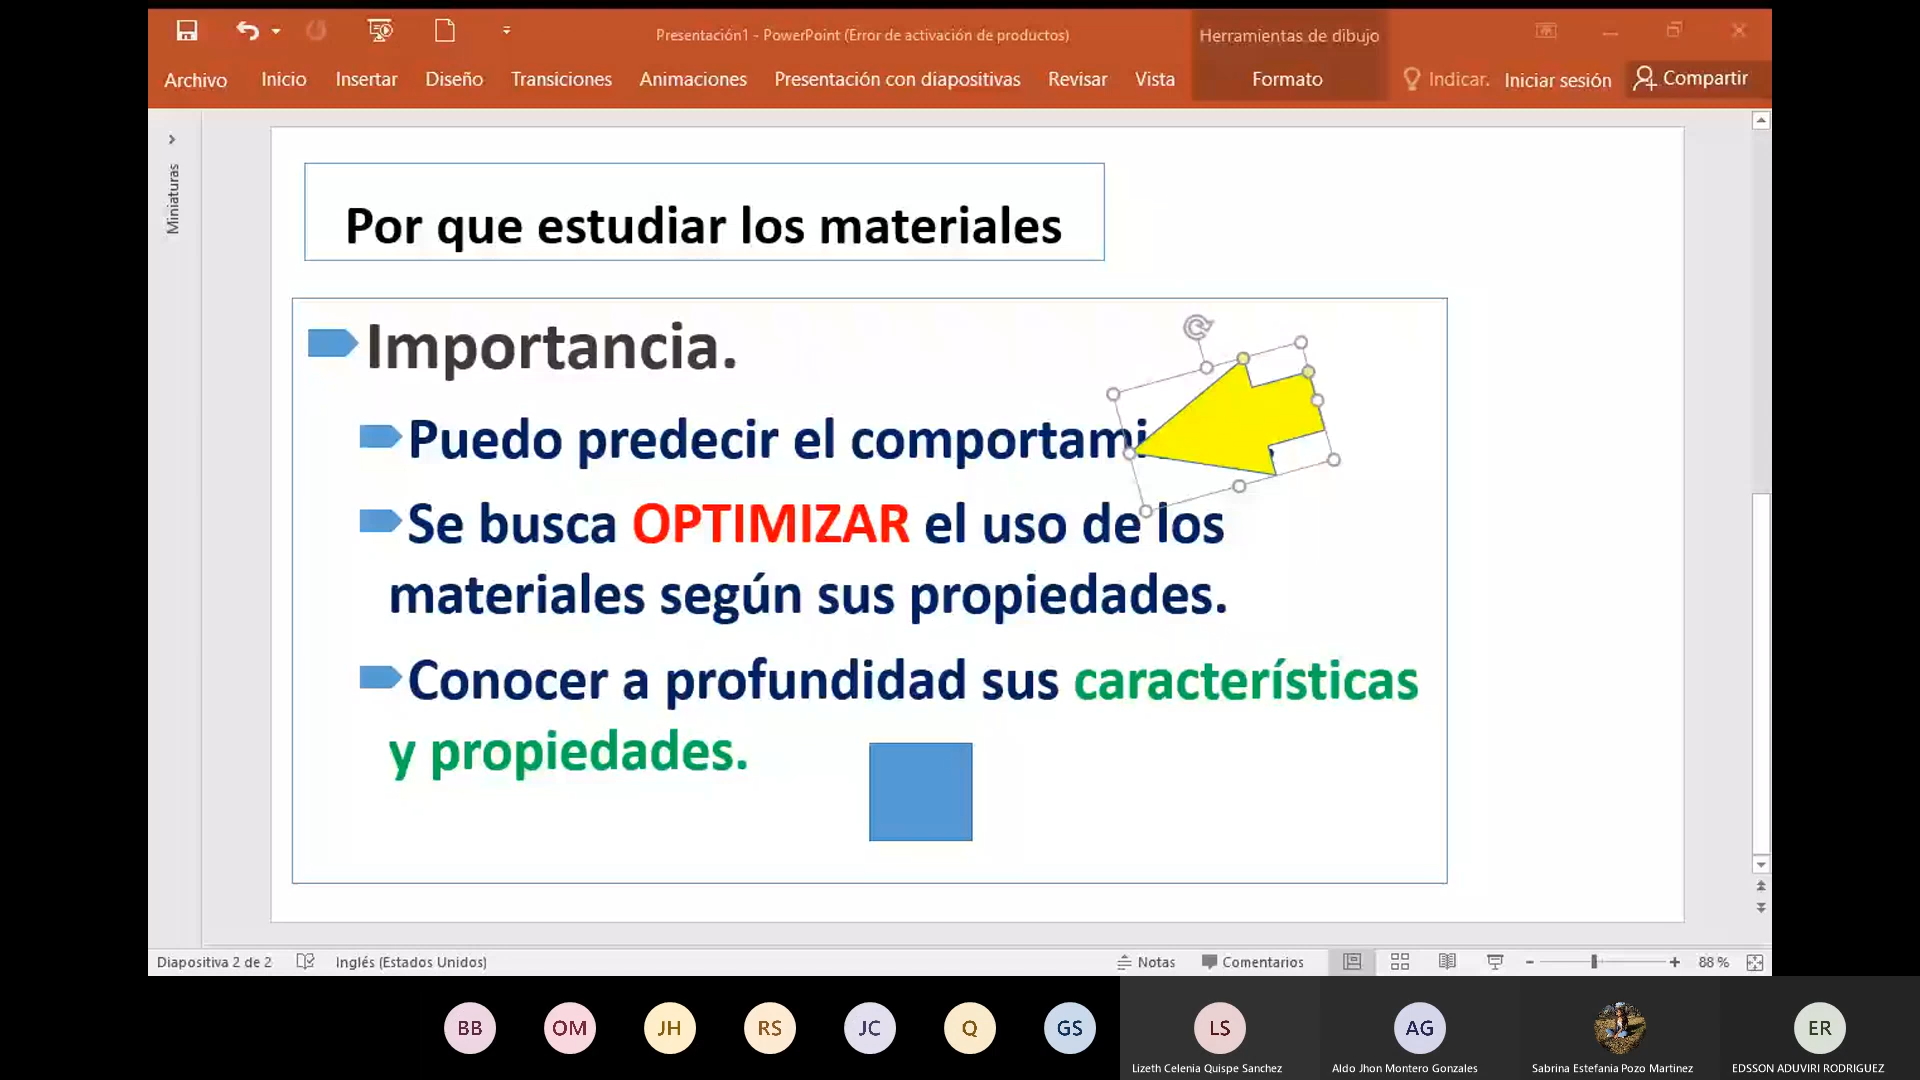 Presentación1 - PowerPoint (Error de activación de productos)
Herramientas de dibujo
Archivo Inicio Insertar Diseño Transiciones Animaciones Presentación con diapositivas Revisar Vista Formato Indicar. Iniciar sesión Compartir
Miniaturas
Por que estudiar los materiales
Importancia.
Puedo predecir el comportami
Se busca OPTIMIZAR el uso de los
materiales según sus propiedades.
Conocer a profundidad sus características
y propiedades.
Diapositiva 2 de 2 Inglés (Estados Unidos) Notas Comentarios 88 %
BB OM JH RS JC Q GS LS AG ER
Lizeth Celenia Quispe Sanchez Aldo Jhon Montero Gonzales Sabrina Estefania Pozo Martinez EDSSON ADUVIRI RODRIGUEZ